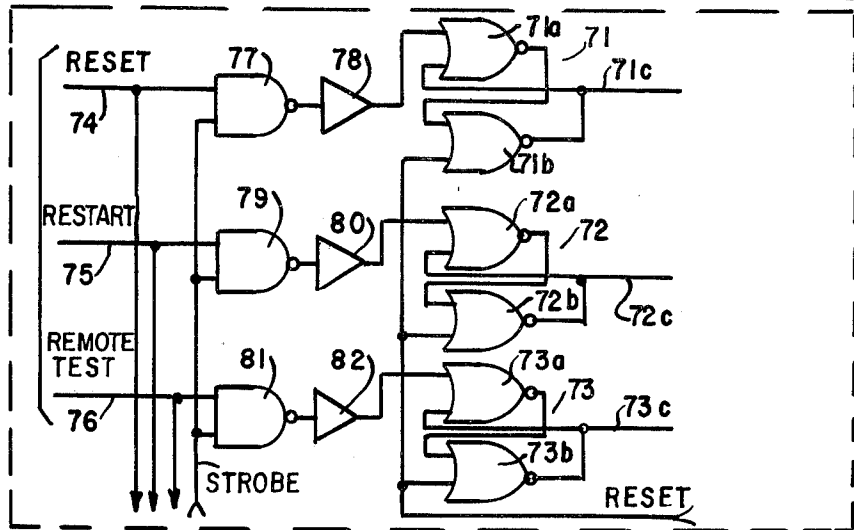 RESET
74
77
78
71a
71
71c
71b
RESTART
75
79
80
72a
72
72b
72c
REMOTE
TEST
76
81
82
73a
73
73c
73b
STROBE
RESET